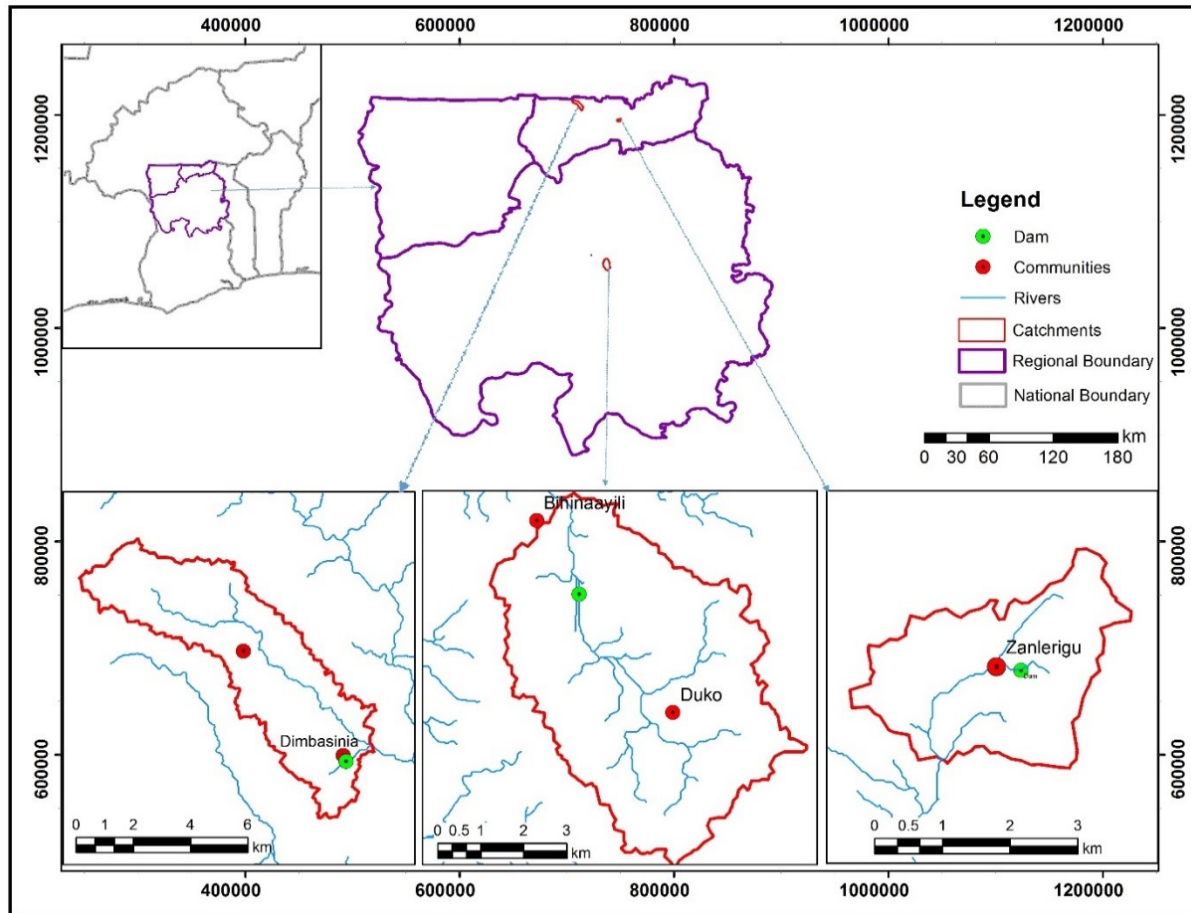 400000 600000 800000 1000000 1200000
1200000
1000000
800000
600000
1200000
1000000
800000
600000
Legend
Dam
Communities
Rivers
Catchments
Regional Boundary
National Boundary
km
0 30 60 120 180
Dimbasinia
0 1 2 4 6
km
Bihinaayili
Duko
0 0.5 1 2 3
km
Zanlerigu
Dam
0 0.5 1 2 3
km
400000 600000 800000 1000000 1200000